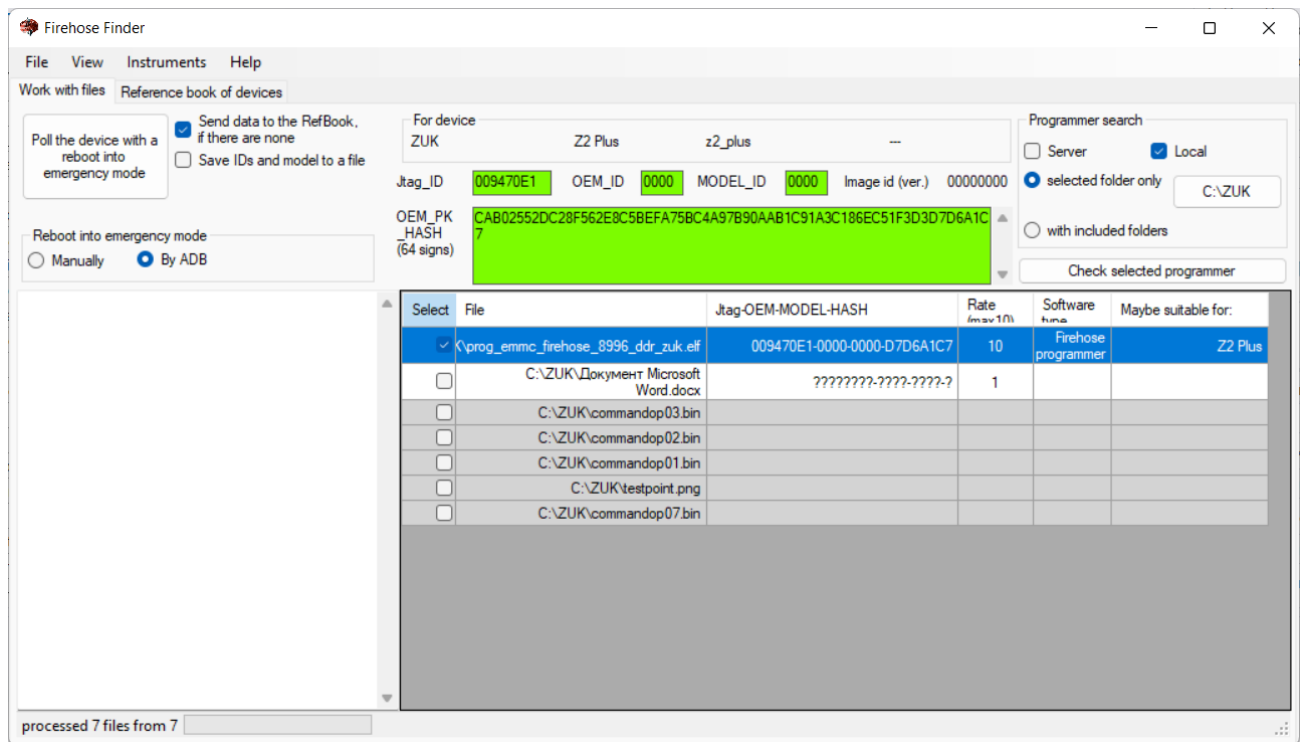 Firehose Finder
File View Instruments Help
Work with files Reference book of devices
Poll the device with a
reboot into
emergency mode
Send data to the RefBook,
if there are none
Save IDs and model to a file
Reboot into emergency mode
Manually By ADB
For device
ZUK Z2 Plus z2_plus ---
Jtag_ID 009470E1 OEM_ID 0000 MODEL_ID 0000 Image id (ver.) 00000000
OEM_PK
_HASH
(64 signs)
CAB02552DC28F562E8C5BEFA75BC4A97B90AAB1C91A3C186EC51F3D3D7D6A1C
7
Programmer search
Server Local
selected folder only C:\ZUK
with included folders
Check selected programmer
Select File Jtag-OEM-MODEL-HASH Rate Software Maybe suitable for:
(max10) type
\prog_emmc_firehose_8996_ddr_zuk.elf 009470E1-0000-0000-D7D6A1C7 10 Firehose Z2 Plus
programmer
C:\ZUK\Документ Microsoft ????????-????-????-? 1
Word.docx
C:\ZUK\commandop03.bin
C:\ZUK\commandop02.bin
C:\ZUK\commandop01.bin
C:\ZUK\testpoint.png
C:\ZUK\commandop07.bin
processed 7 files from 7